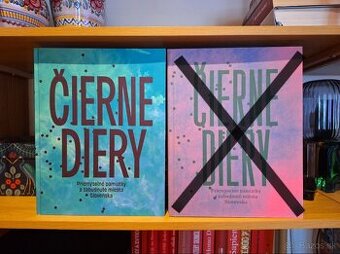 ČIERNE
DIERY
Priemyselné pamiatky
a zabudnuté miesta
Slovenska
ČIERNE
DIERY
Priemyselné pamiatky
a zabudnuté miesta
Slovenska